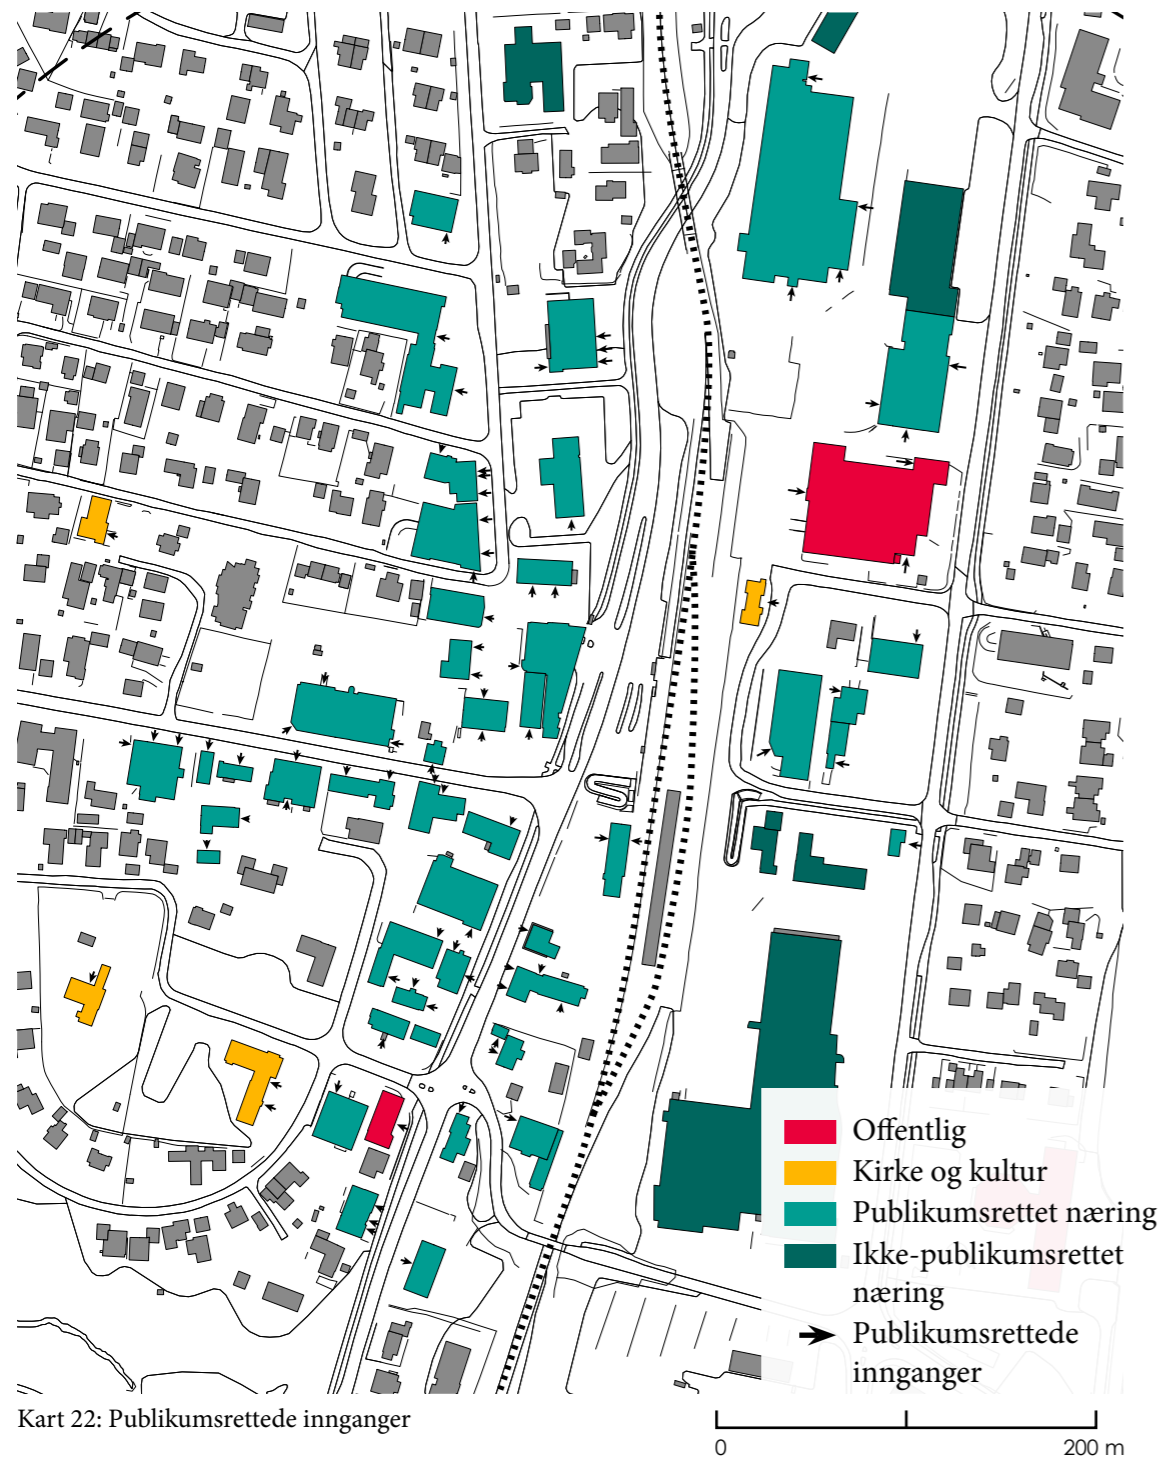 Offentlig
Kirke og kultur
Publikumsrettet næring
Ikke-publikumsrettet
næring
Publikumsrettede
innganger
Kart 22: Publikumsrettede innganger
0 200 m